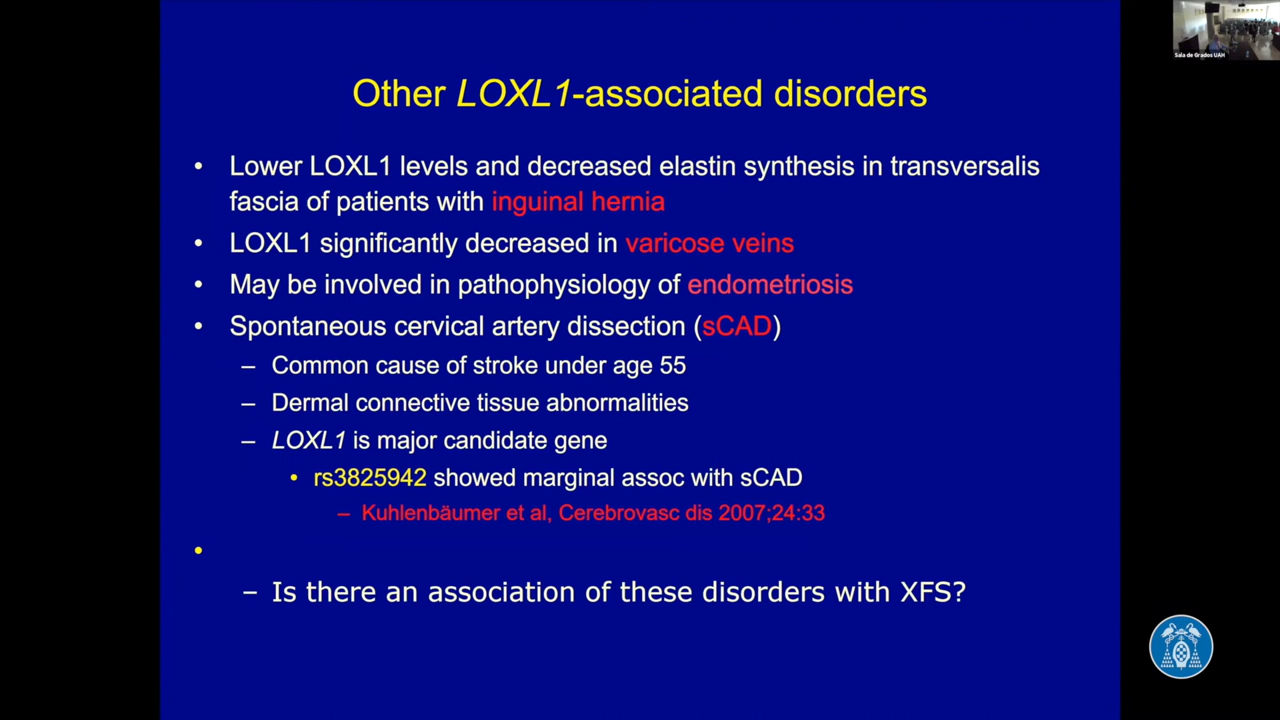 Other LOXL1-associated disorders
• Lower LOXL1 levels and decreased elastin synthesis in transversalis
fascia of patients with inguinal hernia
• LOXL1 significantly decreased in varicose veins
• May be involved in pathophysiology of endometriosis
• Spontaneous cervical artery dissection (sCAD)
– Common cause of stroke under age 55
– Dermal connective tissue abnormalities
– LOXL1 is major candidate gene
• rs3825942 showed marginal assoc with sCAD
– Kuhlenbäumer et al, Cerebrovasc dis 2007;24:33
•
– Is there an association of these disorders with XFS?
Sala de Grados UAH